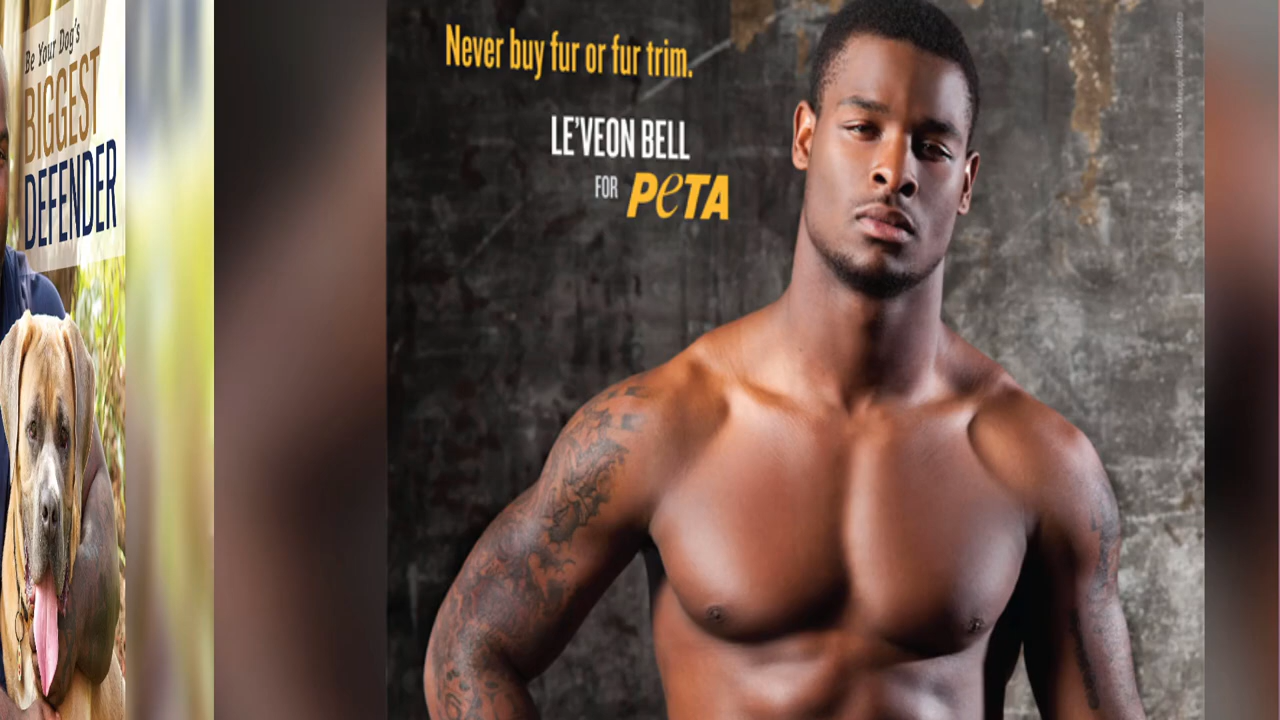 Be Your Dog's
BIGGEST
DEFENDER
Never buy fur or fur trim.
LE'VEON BELL
FOR PeTA